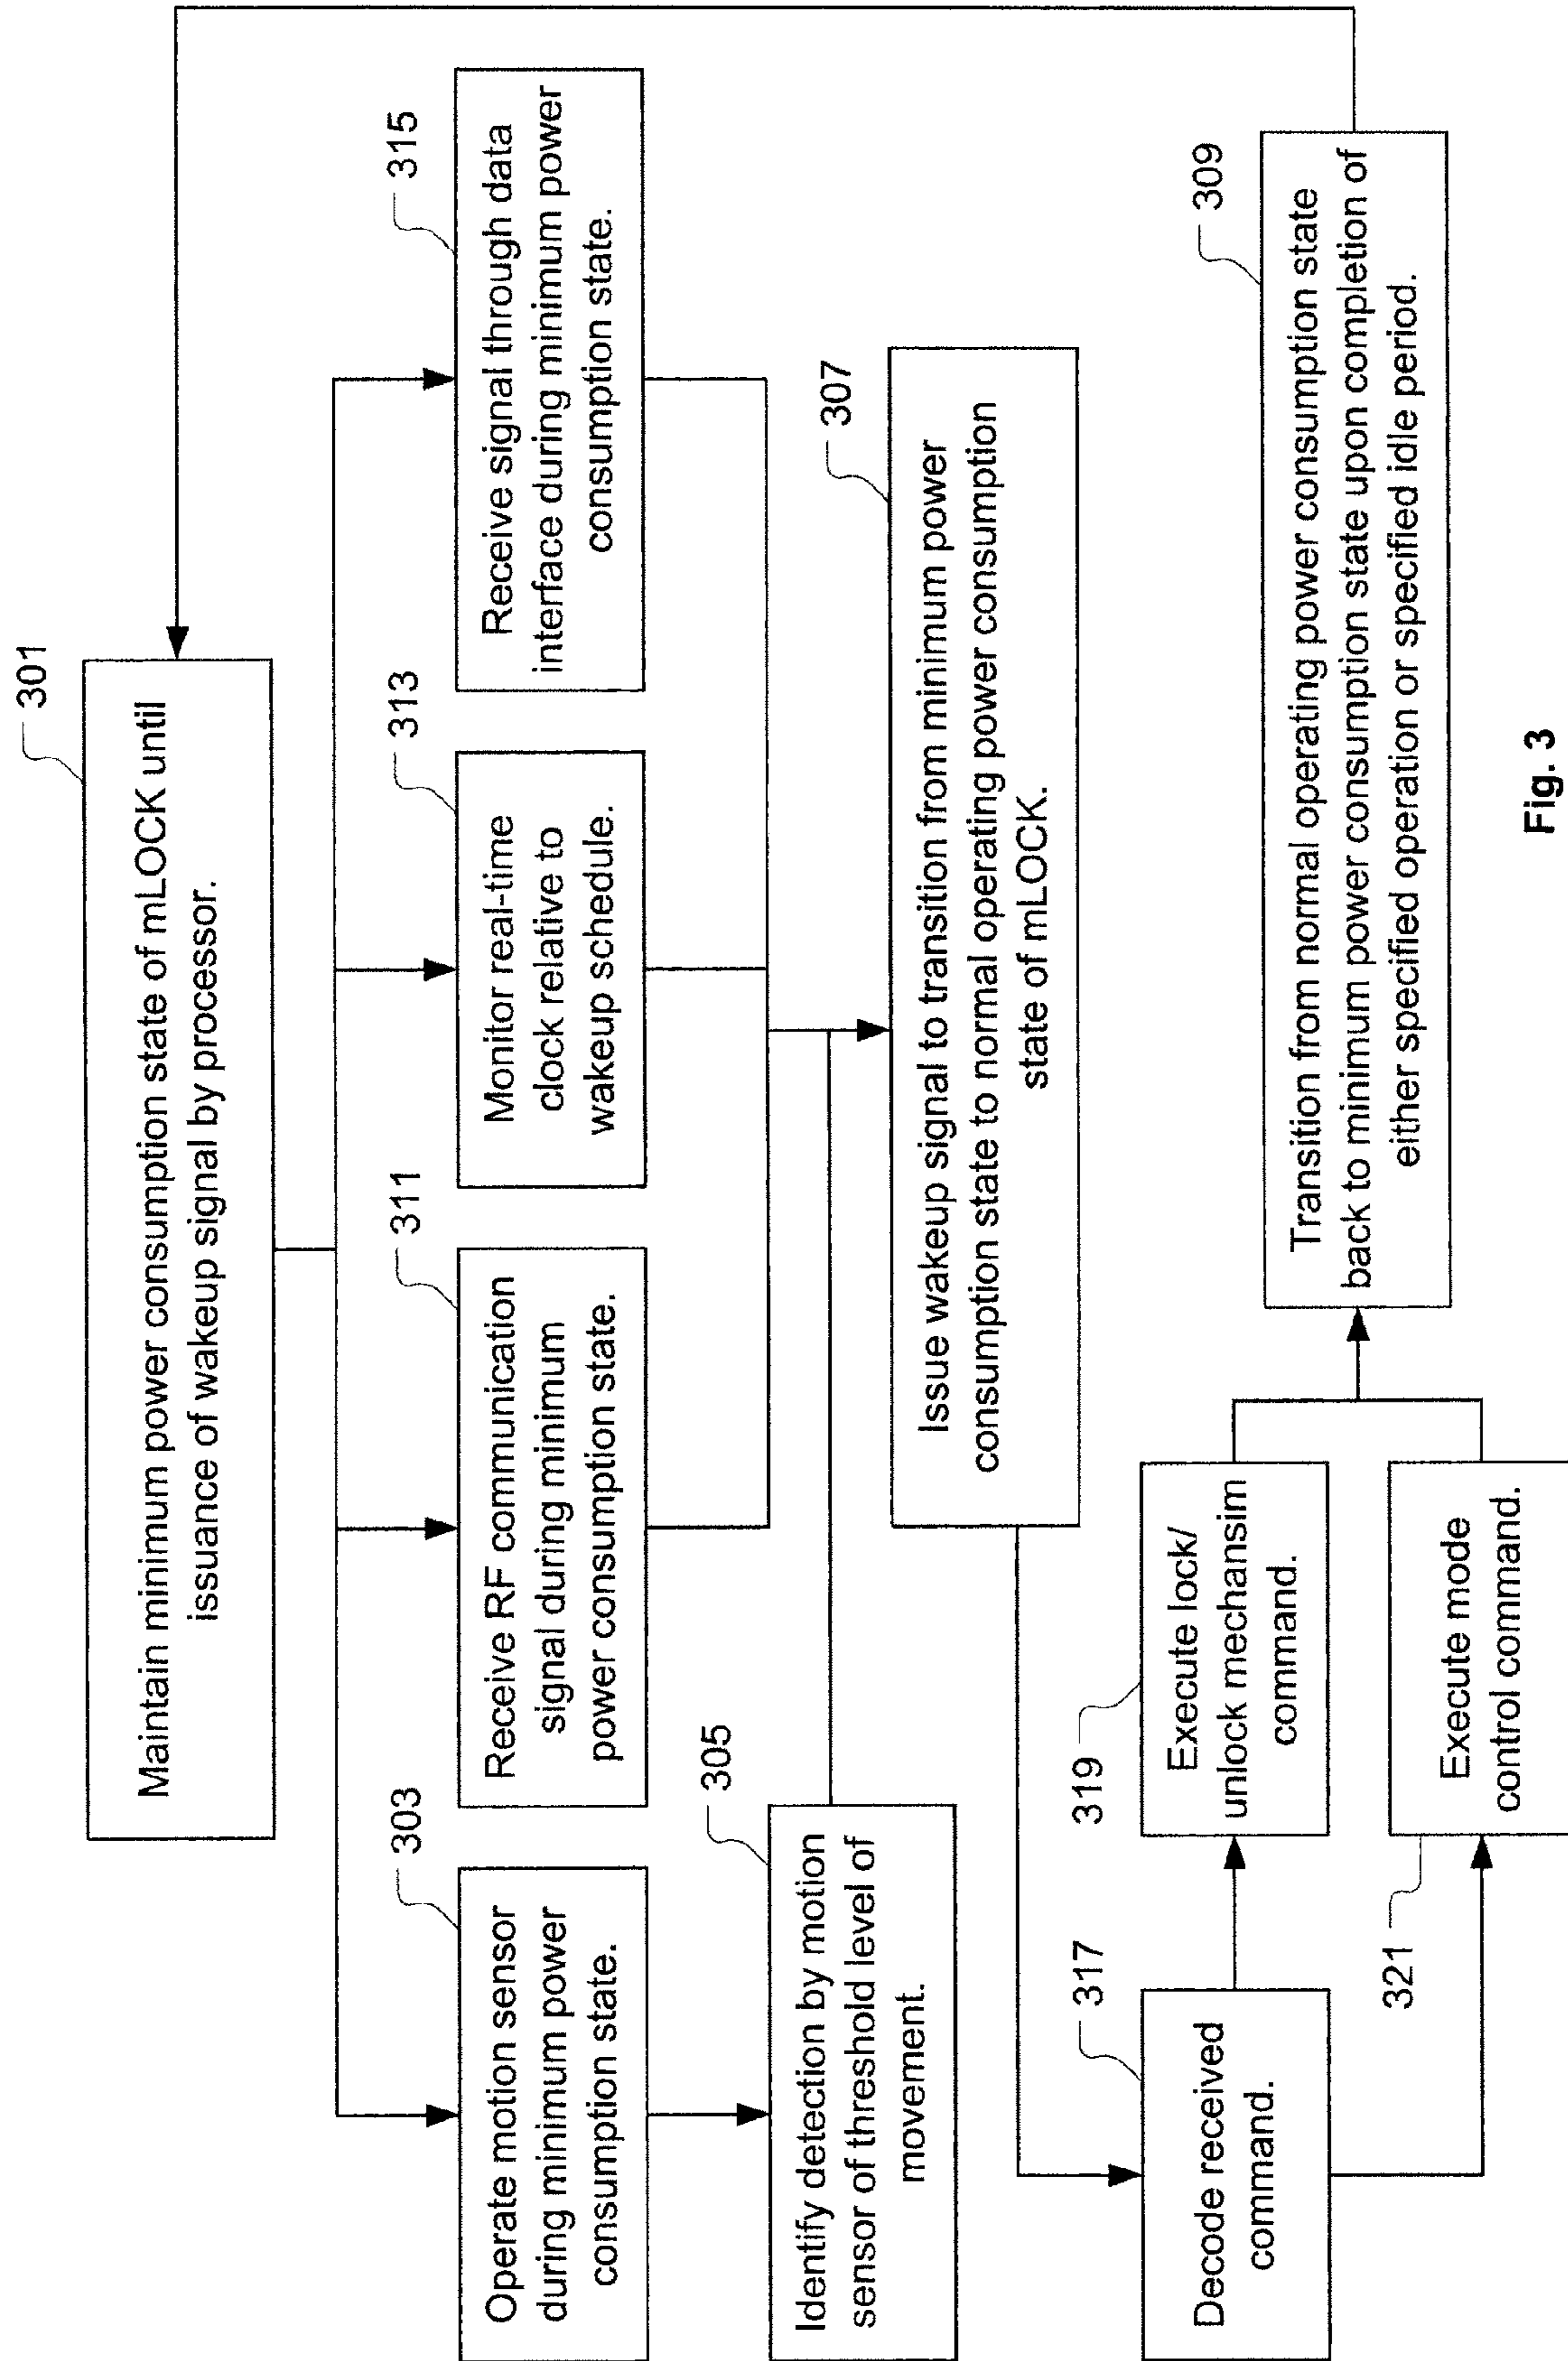 301
Maintain minimum power consumption state of mLOCK until
issuance of wakeup signal by processor.
303
Operate motion sensor
during minimum power
consumption state.
311
Receive RF communication
signal during minimum
power consumption state.
313
Monitor real-time
clock relative to
wakeup schedule.
315
Receive signal through data
interface during minimum power
consumption state.
305
Identify detection by motion
sensor of threshold level of
movement.
307
Issue wakeup signal to transition from minimum power
consumption state to normal operating power consumption
state of mLOCK.
317
Decode received
command.
319
Execute lock/
unlock mechansim
command.
321
Execute mode
control command.
309
Transition from normal operating power consumption state
back to minimum power consumption state upon completion of
either specified operation or specified idle period.
Fig. 3